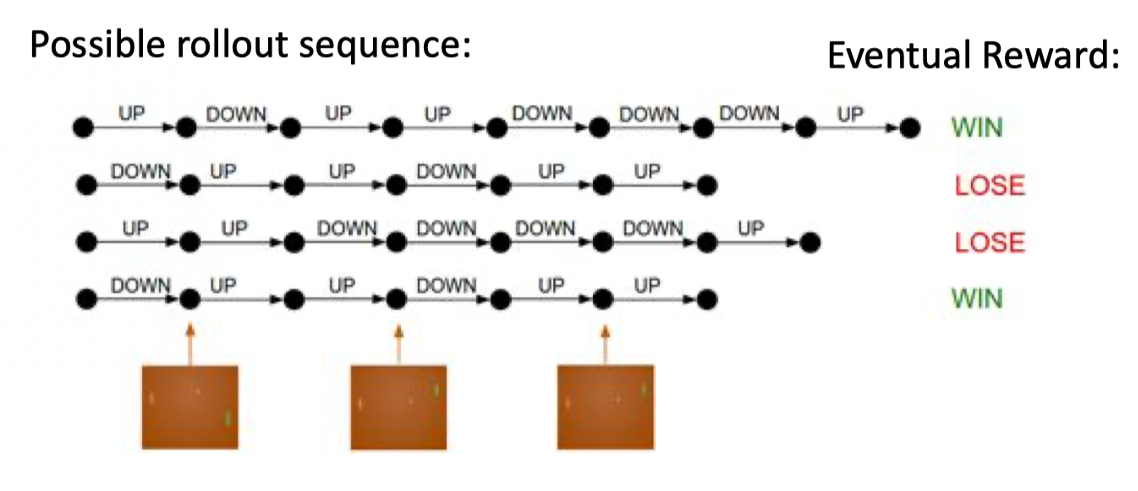 Possible rollout sequence:
Eventual Reward:
UP DOWN UP UP DOWN DOWN DOWN UP WIN
DOWN UP UP DOWN UP UP LOSE
UP UP DOWN DOWN DOWN DOWN UP LOSE
DOWN UP UP DOWN UP UP WIN